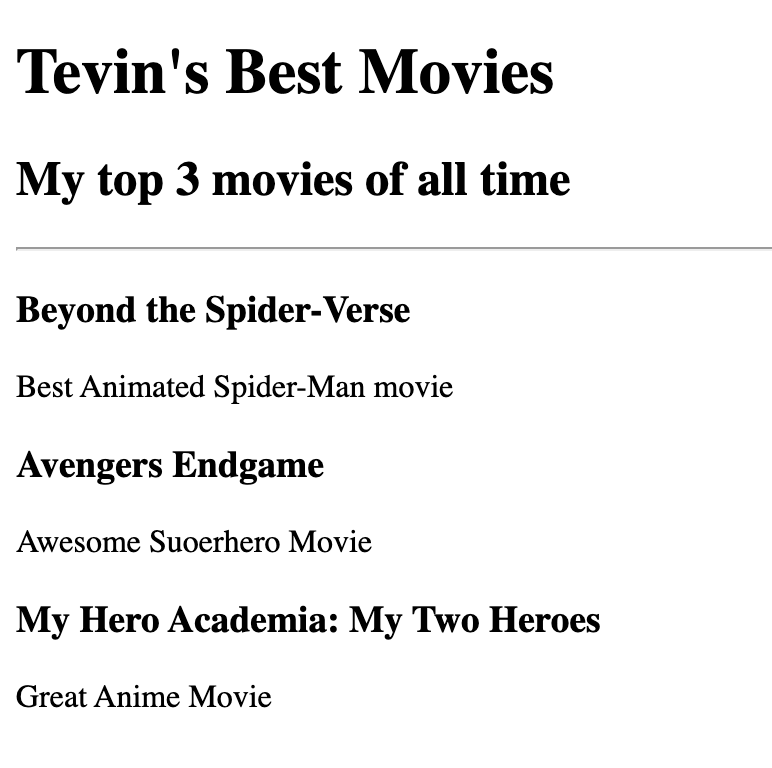 Tevin's Best Movies
My top 3 movies of all time
Beyond the Spider-Verse
Best Animated Spider-Man movie
Avengers Endgame
Awesome Suoerhero Movie
My Hero Academia: My Two Heroes
Great Anime Movie